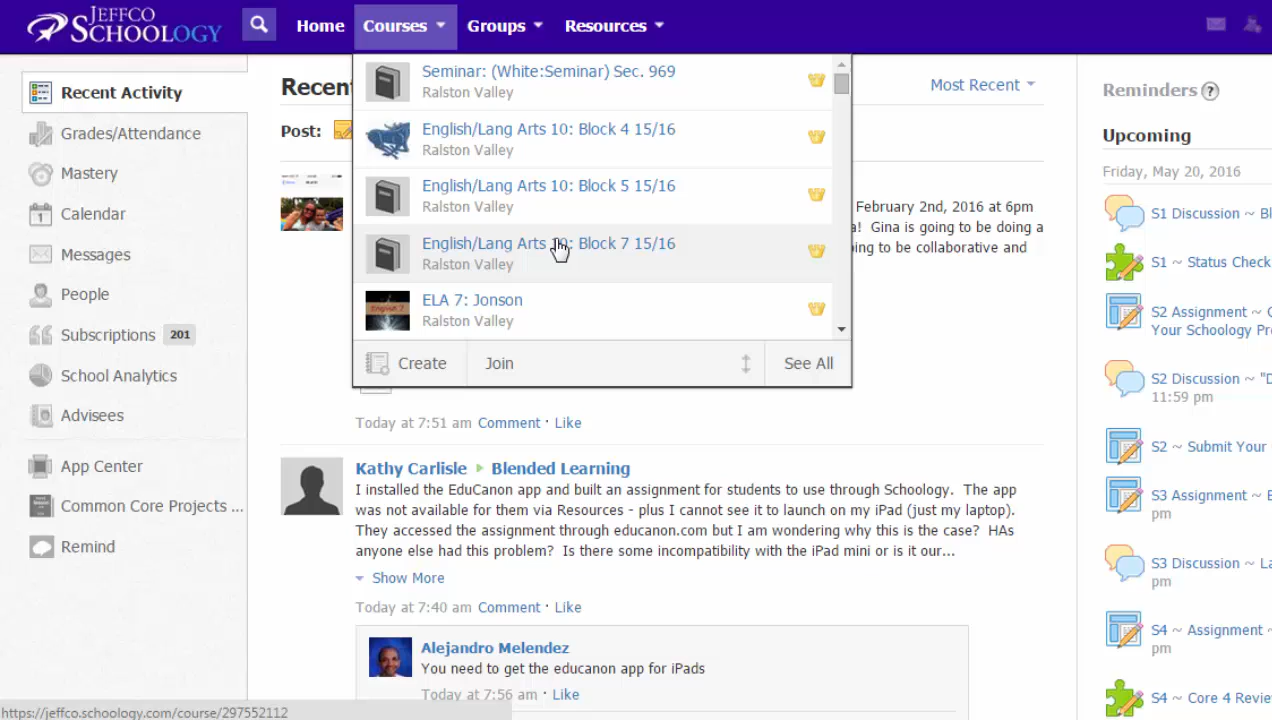 JEFFCO
SCHOOLOGY
Home
Courses
Groups
Resources
Recent Activity
Grades/Attendance
Mastery
1
Calendar
Messages
People
Subscriptions 201
School Analytics
Advisees
App Center
Common Core Projects ...
Remind
Most Recent
Post:
Seminar: (White:Seminar) Sec. 969
Ralston Valley
English/Lang Arts 10: Block 4 15/16
Ralston Valley
English/Lang Arts 10: Block 5 15/16
Ralston Valley
English/Lang Arts 10: Block 7 15/16
Ralston Valley
ELA 7: Jonson
Ralston Valley
Create
Join
See All
February 2nd, 2016 at 6pm
a! Gina is going to be doing a
ing to be collaborative and
Today at 7:51 am Comment · Like
Kathy Carlisle Blended Learning
I installed the EduCanon app and built an assignment for students to use through Schoology. The app
was not available for them via Resources - plus I cannot see it to launch on my iPad (just my laptop).
They accessed the assignment through educanon.com but I am wondering why this is the case? HAs
anyone else had this problem? Is there some incompatibility with the iPad mini or is it our...
Show More
Today at 7:40 am Comment · Like
Alejandro Melendez
You need to get the educanon app for iPads
Today at 7:56 am · Like
Reminders ?
Upcoming
Friday, May 20, 2016
S1 Discussion ~ Bl
S1 ~ Status Check
S2 Assignment ~ C
Your Schoology Pr
S2 Discussion ~ "D
11:59 pm
S2 ~ Submit Your
S3 Assignment ~ E
pm
S3 Discussion ~ La
pm
S4 ~ Assignment ~
pm
S4 ~ Core 4 Revie
https://jeffco.schoology.com/course/297552112